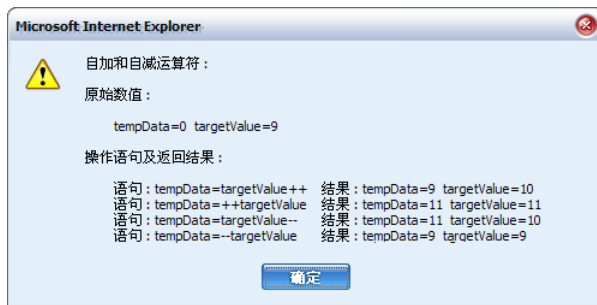 Microsoft Internet Explorer
自加和自减运算符：
原始数值：
tempData=0 targetValue=9
操作语句及返回结果：
语句：tempData=targetValue++ 结果：tempData=9 targetValue=10
语句：tempData=++targetValue 结果：tempData=11 targetValue=11
语句：tempData=targetValue-- 结果：tempData=11 targetValue=10
语句：tempData=--targetValue 结果：tempData=9 targetValue=9
确定